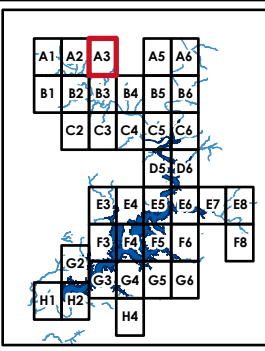 A1 A2 A3 A5 A6
B1 B2 B3 B4 B5 B6
C2 C3 C4 C5 C6
D5 D6
E3 E4 E5 E6 E7 E8
F3 F4 F5 F6 F8
G2
G3 G4 G5 G6
H1 H2
H4